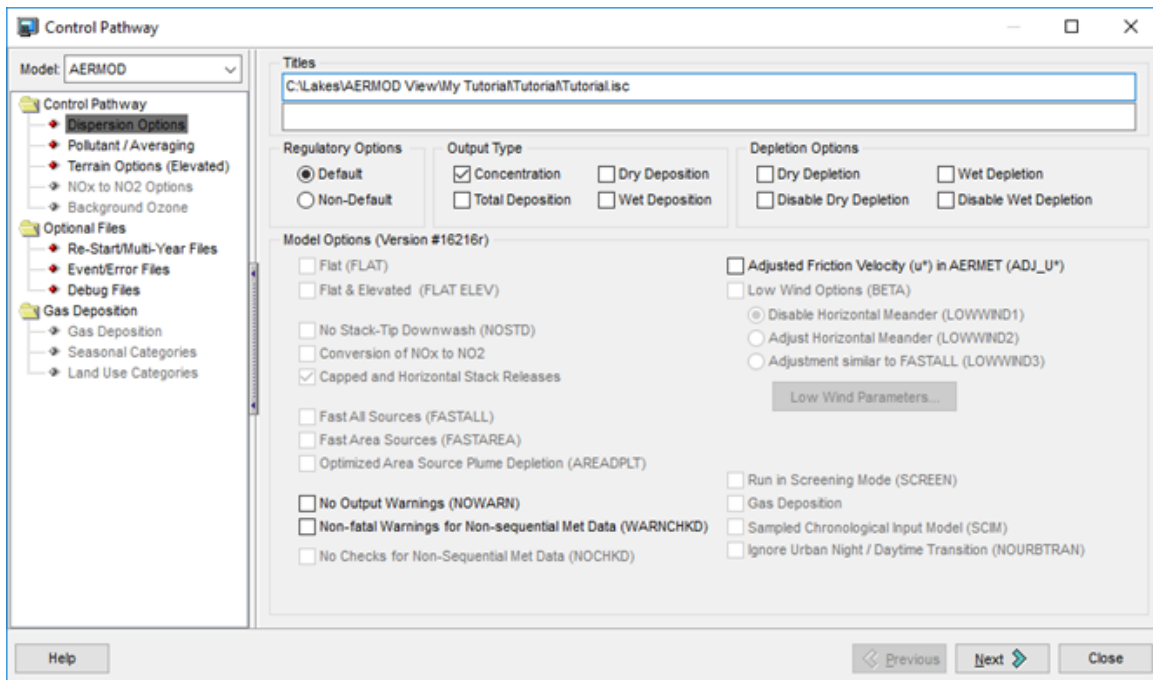 Control Pathway
Model: AERMOD
Control Pathway
Dispersion Options
Pollutant / Averaging
Terrain Options (Elevated)
NOx to NO2 Options
Background Ozone
Optional Files
Re-Start/Multi-Year Files
Event/Error Files
Debug Files
Gas Deposition
Gas Deposition
Seasonal Categories
Land Use Categories
Titles
C:\Lakes\AERMOD View\My Tutorial\Tutorial\Tutorial.isc
Regulatory Options
Default
Non-Default
Output Type
Concentration
Dry Deposition
Total Deposition
Wet Deposition
Depletion Options
Dry Depletion
Wet Depletion
Disable Dry Depletion
Disable Wet Depletion
Model Options (Version #16216r)
Flat (FLAT)
Flat & Elevated (FLAT ELEV)
No Stack-Tip Downwash (NOSTD)
Conversion of NOx to NO2
Capped and Horizontal Stack Releases
Fast All Sources (FASTALL)
Fast Area Sources (FASTAREA)
Optimized Area Source Plume Depletion (AREADPLT)
No Output Warnings (NOWARN)
Non-fatal Warnings for Non-sequential Met Data (WARNCHKD)
No Checks for Non-Sequential Met Data (NOCHKD)
Adjusted Friction Velocity (u*) in AERMET (ADJ_U*)
Low Wind Options (BETA)
Disable Horizontal Meander (LOWWIND1)
Adjust Horizontal Meander (LOWWIND2)
Adjustment similar to FASTALL (LOWWIND3)
Low Wind Parameters...
Run in Screening Mode (SCREEN)
Gas Deposition
Sampled Chronological Input Model (SCIM)
Ignore Urban Night / Daytime Transition (NOURBTRAN)
Help
Previous
Next
Close